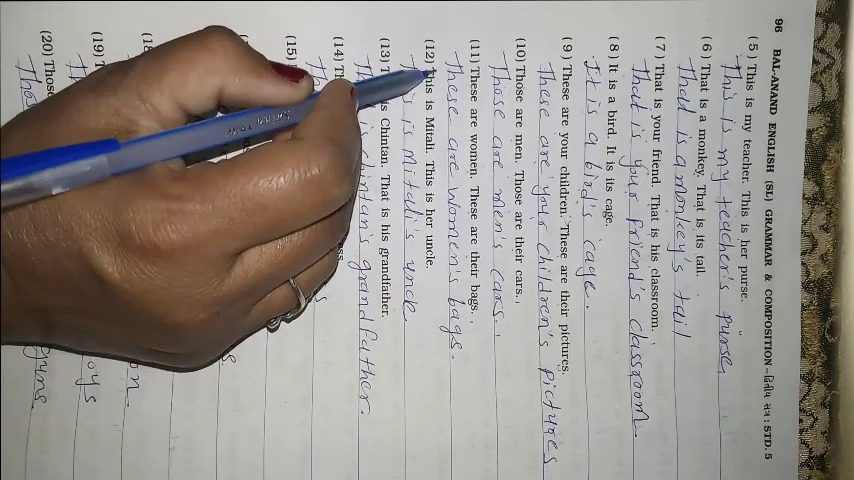 96 BAL-ANAND ENGLISH (SL) GRAMMAR & COMPOSITION – દ્વિતીય સત્ર : STD. 5
(5) This is my teacher. This is her purse.
This is my teacher's purse
(6) That is a monkey. That is its tail.
That is a monkey's tail
(7) That is your friend. That is his classroom.
That is your friend's classroom.
(8) It is a bird. It is its cage.
It is a bird's cage.
(9) These are your children. These are their pictures.
These are your children's pictures
(10) Those are men. Those are their cars.
Those are men's cars.
(11) These are women. These are their bags.
These are women's bags.
(12) This is Mitali. This is her uncle.
is Mitali's uncle
(13) is Chintan. That is his grandfather.
Chintan's grandfather.
(14)
(15)
(19)
(20) Those